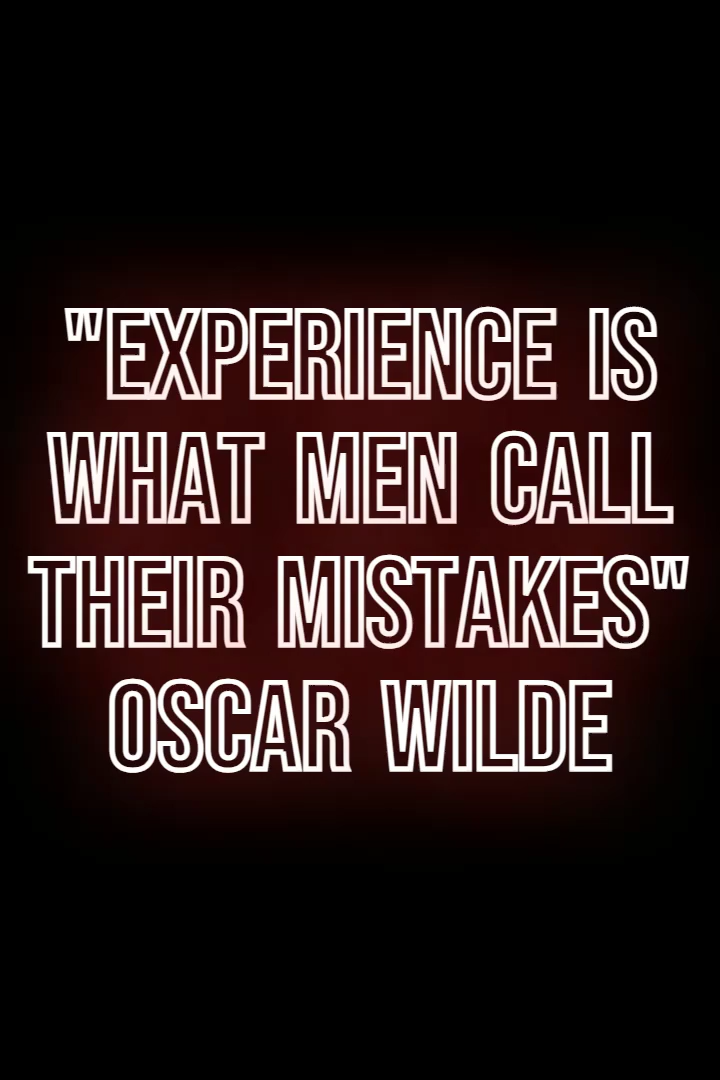 "EXPERIENCE IS
WHAT MEN CALL
THEIR MISTAKES"
OSCAR WILDE